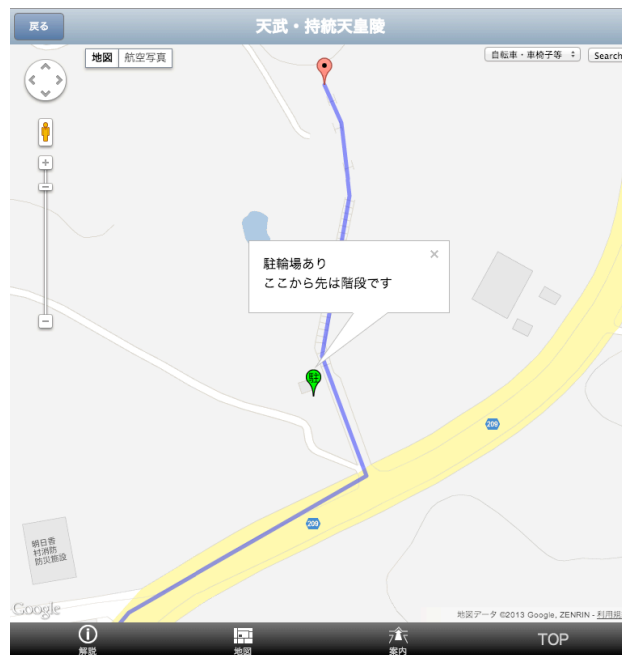 戻る
天武・持統天皇陵
地図
航空写真
自転車・車椅子等
Search
駐輪場あり
ここから先は階段です
×
駐
209
209
明日香
村消防
防災施設
Google
地図データ ©2013 Google, ZENRIN - 利用規
解説
地図
案内
TOP